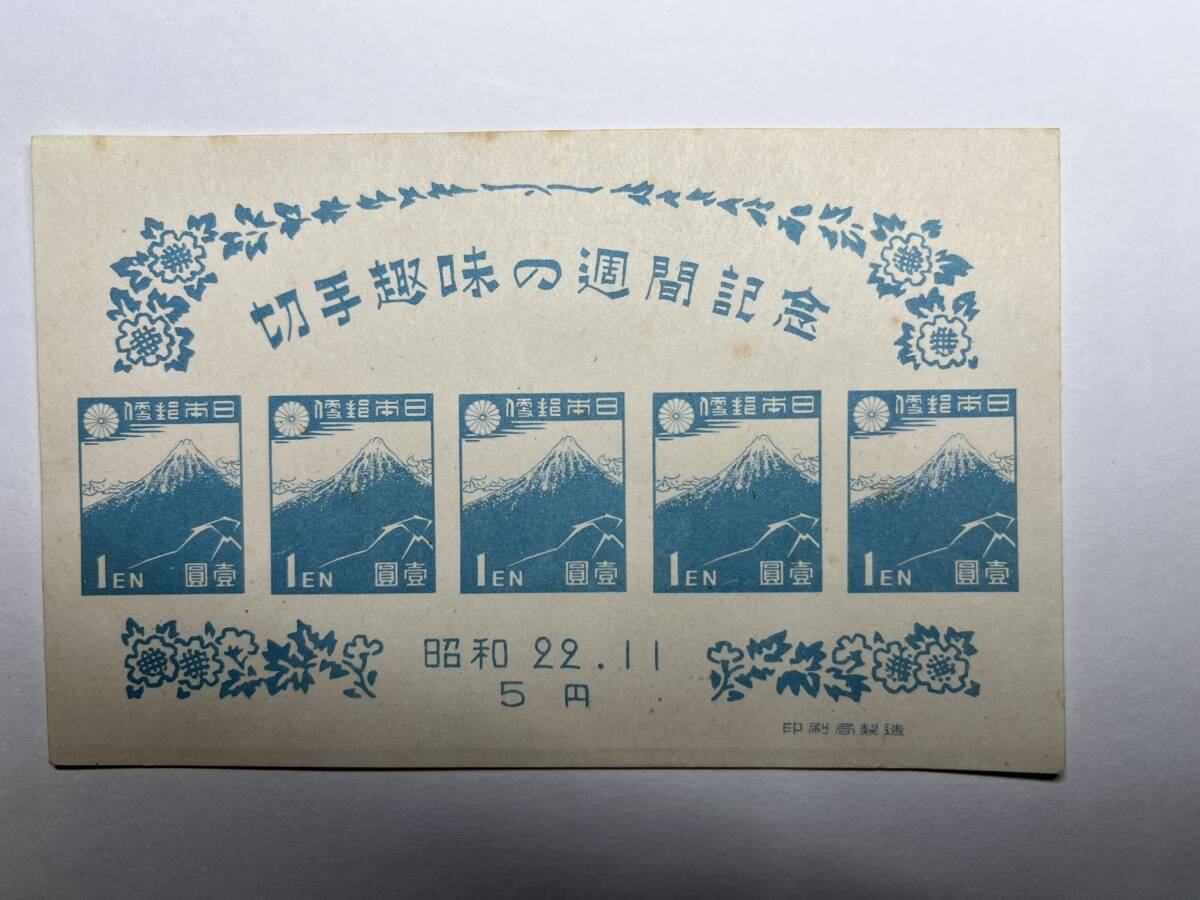 切手趣味の週間記念
日本郵便
1EN 壹圓
日本郵便
1EN 壹圓
日本郵便
1EN 壹圓
日本郵便
1EN 壹圓
日本郵便
1EN 壹圓
昭和 22.11
5円
印刷局製造